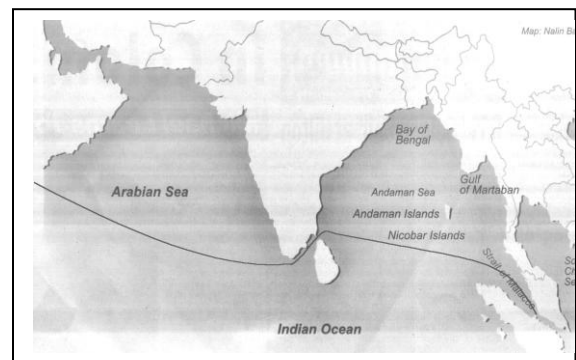 Map: Nalin
Bay of
Bengal
Gulf
of Martaban
Arabian Sea
Andaman Sea
Andaman Islands
Nicobar Islands
Strait of Malacca
Indian Ocean